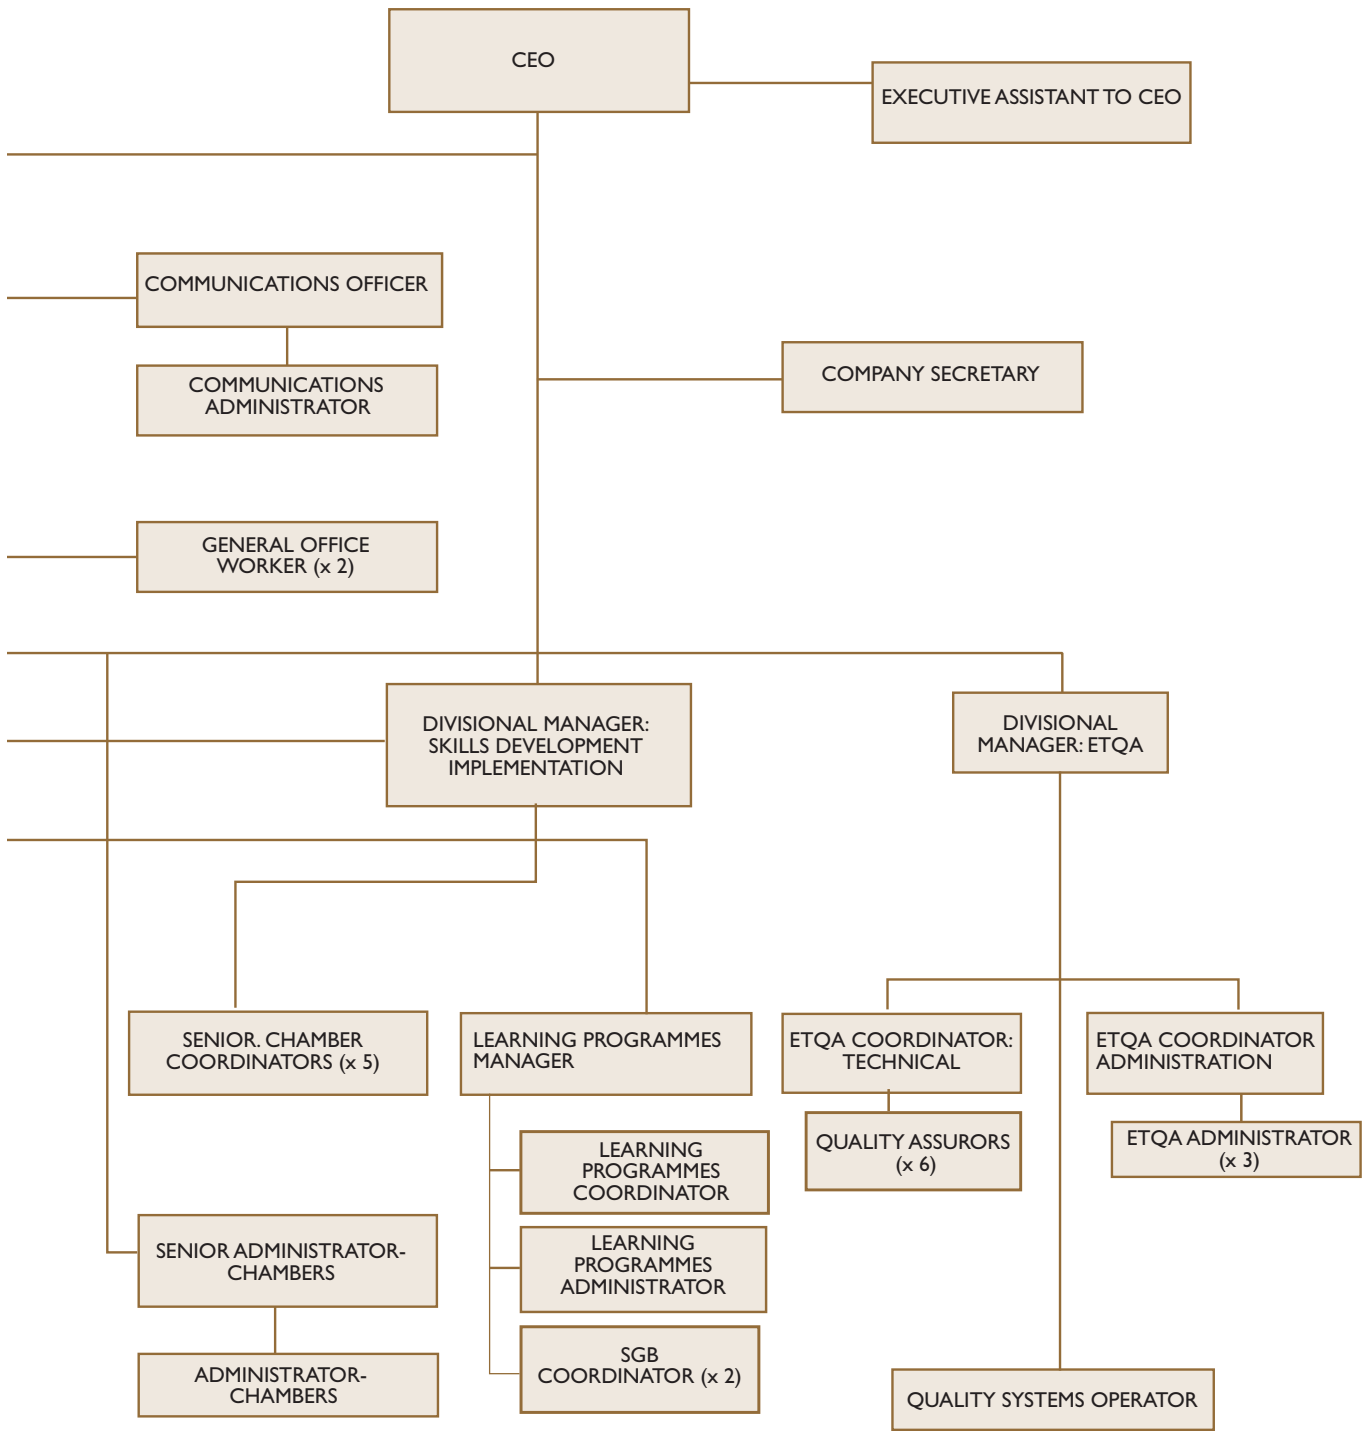 CEO
EXECUTIVE ASSISTANT TO CEO
COMMUNICATIONS OFFICER
COMMUNICATIONS
ADMINISTRATOR
COMPANY SECRETARY
GENERAL OFFICE
WORKER (x 2)
DIVISIONAL MANAGER:
SKILLS DEVELOPMENT
IMPLEMENTATION
DIVISIONAL
MANAGER: ETQA
SENIOR. CHAMBER
COORDINATORS (x 5)
LEARNING PROGRAMMES
MANAGER
ETQA COORDINATOR:
TECHNICAL
ETQA COORDINATOR
ADMINISTRATION
QUALITY ASSURORS
(x 6)
ETQA ADMINISTRATOR
(x 3)
LEARNING
PROGRAMMES
COORDINATOR
LEARNING
PROGRAMMES
ADMINISTRATOR
SENIOR ADMINISTRATOR-
CHAMBERS
SGB
COORDINATOR (x 2)
ADMINISTRATOR-
CHAMBERS
QUALITY SYSTEMS OPERATOR